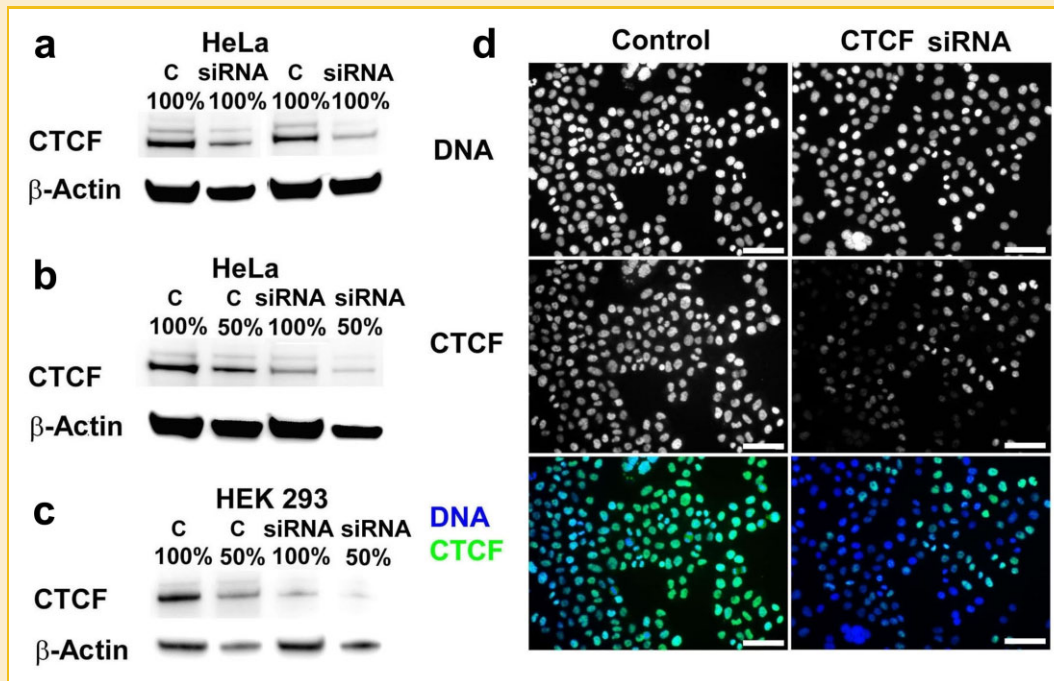 a
HeLa
C siRNA C siRNA
100% 100% 100% 100%
CTCF
β-Actin
b
HeLa
C C siRNA siRNA
100% 50% 100% 50%
CTCF
β-Actin
c
HEK 293
C C siRNA siRNA
100% 50% 100% 50%
CTCF
β-Actin
d
Control CTCF siRNA
DNA
CTCF
DNA
CTCF